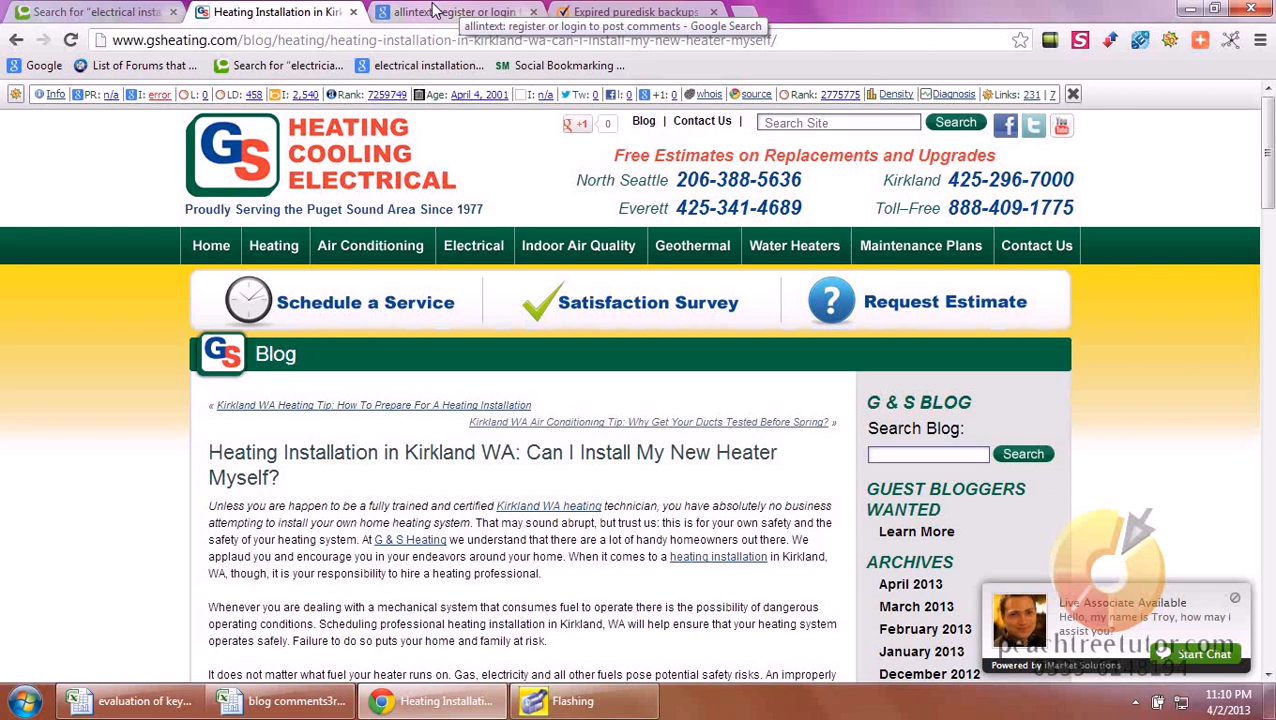 Search for "electrical insta
Heating Installation in Kirk
allintext: register or login t
Expired puredisk backups
allintext: register or login to post comments - Google Search
www.gsheating.com/blog/heating/heating-installation-in-kirkland-wa-can-i-install-my-new-heater-myself/
Google
List of Forums that ...
Search for "electricia...
electrical installation...
SM Social Bookmarking ...
Info PR: n/a I: error L: 0 LD: 458 I: 2,540 Rank: 7259749 Age: April 4, 2001 I: n/a Tw: 0 l: 0 +1: 0 whois source Rank: 2775775 Density Diagnosis Links: 231 | 7
GS HEATING
COOLING
ELECTRICAL
Proudly Serving the Puget Sound Area Since 1977
+1 0 Blog | Contact Us | Search Site Search You Tube
Free Estimates on Replacements and Upgrades
North Seattle 206-388-5636 Kirkland 425-296-7000
Everett 425-341-4689 Toll–Free 888-409-1775
Home Heating Air Conditioning Electrical Indoor Air Quality Geothermal Water Heaters Maintenance Plans Contact Us
Schedule a Service Satisfaction Survey ? Request Estimate
GS Blog
« Kirkland WA Heating Tip: How To Prepare For A Heating Installation
Kirkland WA Air Conditioning Tip: Why Get Your Ducts Tested Before Spring? »
Heating Installation in Kirkland WA: Can I Install My New Heater
Myself?
Unless you are happen to be a fully trained and certified Kirkland WA heating technician, you have absolutely no business
attempting to install your own home heating system. That may sound abrupt, but trust us: this is for your own safety and the
safety of your heating system. At G & S Heating we understand that there are a lot of handy homeowners out there. We
applaud you and encourage you in your endeavors around your home. When it comes to a heating installation in Kirkland,
WA, though, it is your responsibility to hire a heating professional.
Whenever you are dealing with a mechanical system that consumes fuel to operate there is the possibility of dangerous
operating conditions. Scheduling professional heating installation in Kirkland, WA will help ensure that your heating system
operates safely. Failure to do so puts your home and family at risk.
It does not matter what fuel your heater runs on. Gas, electricity and all other fuels pose potential safety risks. An improperly
G & S BLOG
Search Blog:
Search
GUEST BLOGGERS
WANTED
Learn More
ARCHIVES
April 2013
March 2013
February 2013
January 2013
December 2012
Live Associate Available
Hello, my name is Troy, how may I
assist you?
Start Chat
Powered by iMarket Solutions
peachtreetutor.com
evaluation of key...
blog comments3r...
Heating Installati...
Flashing
11:10 PM
4/2/2013